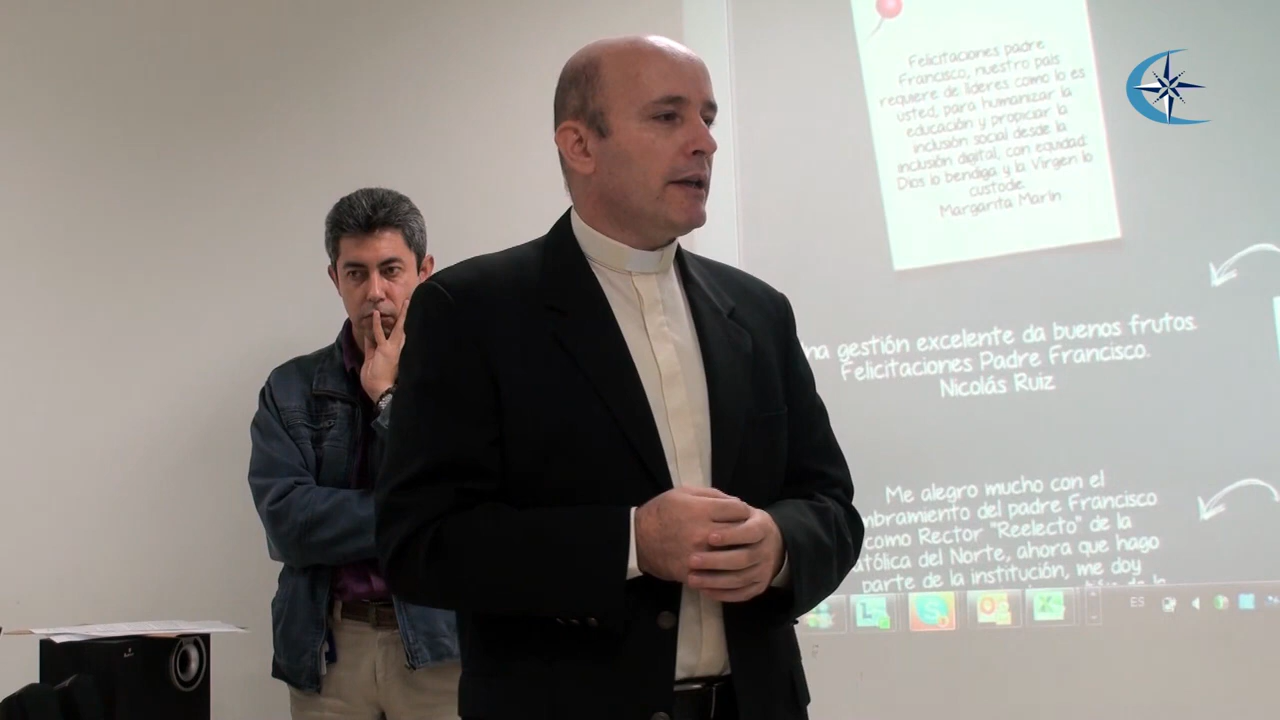 Felicitaciones padre
Francisco, nuestro país
requiere de líderes como lo es
usted, para humanizar la
educación y propiciar la
inclusión social desde la
inclusión digital, con equidad.
Dios lo bendiga y la Virgen lo
custode.
Margarita Marín
gestión excelente da buenos frutos.
Felicitaciones Padre Francisco.
Nicolás Ruiz
Me alegro mucho con el
mbramiento del padre Francisco
como Rector "Reelecto" de la
atólica del Norte, ahora que hago
parte de la institución, me doy
ES